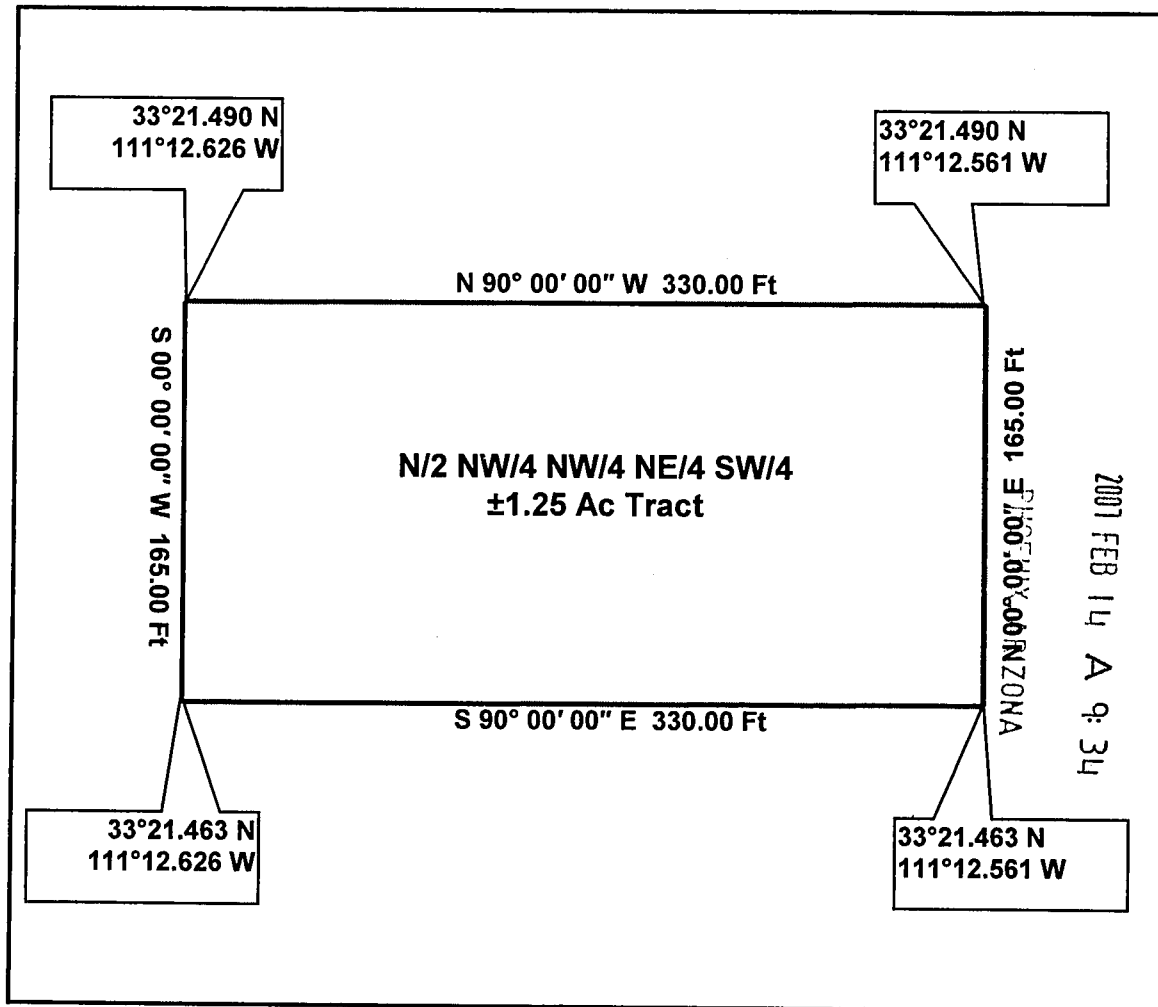 33°21.490 N
111°12.626 W
33°21.490 N
111°12.561 W
N 90° 00' 00" W 330.00 Ft
S 00° 00' 00" W 165.00 Ft
N/2 NW/4 NW/4 NE/4 SW/4
±1.25 Ac Tract
N 00° 00' 00" E 165.00 Ft
2007 FEB 14 A 9: 34
S 90° 00' 00" E 330.00 Ft
33°21.463 N
111°12.626 W
33°21.463 N
111°12.561 W